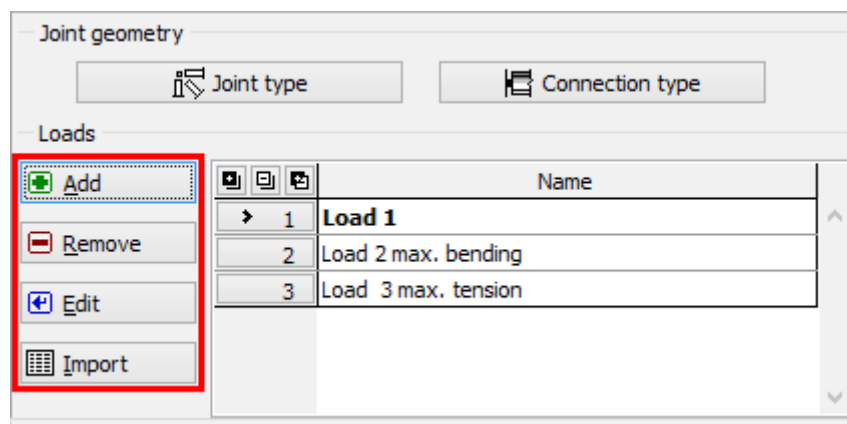 Joint geometry
Joint type
Connection type
Loads
Add
Name
1 Load 1
Remove
2 Load 2 max. bending
3 Load  3 max. tension
Edit
Import